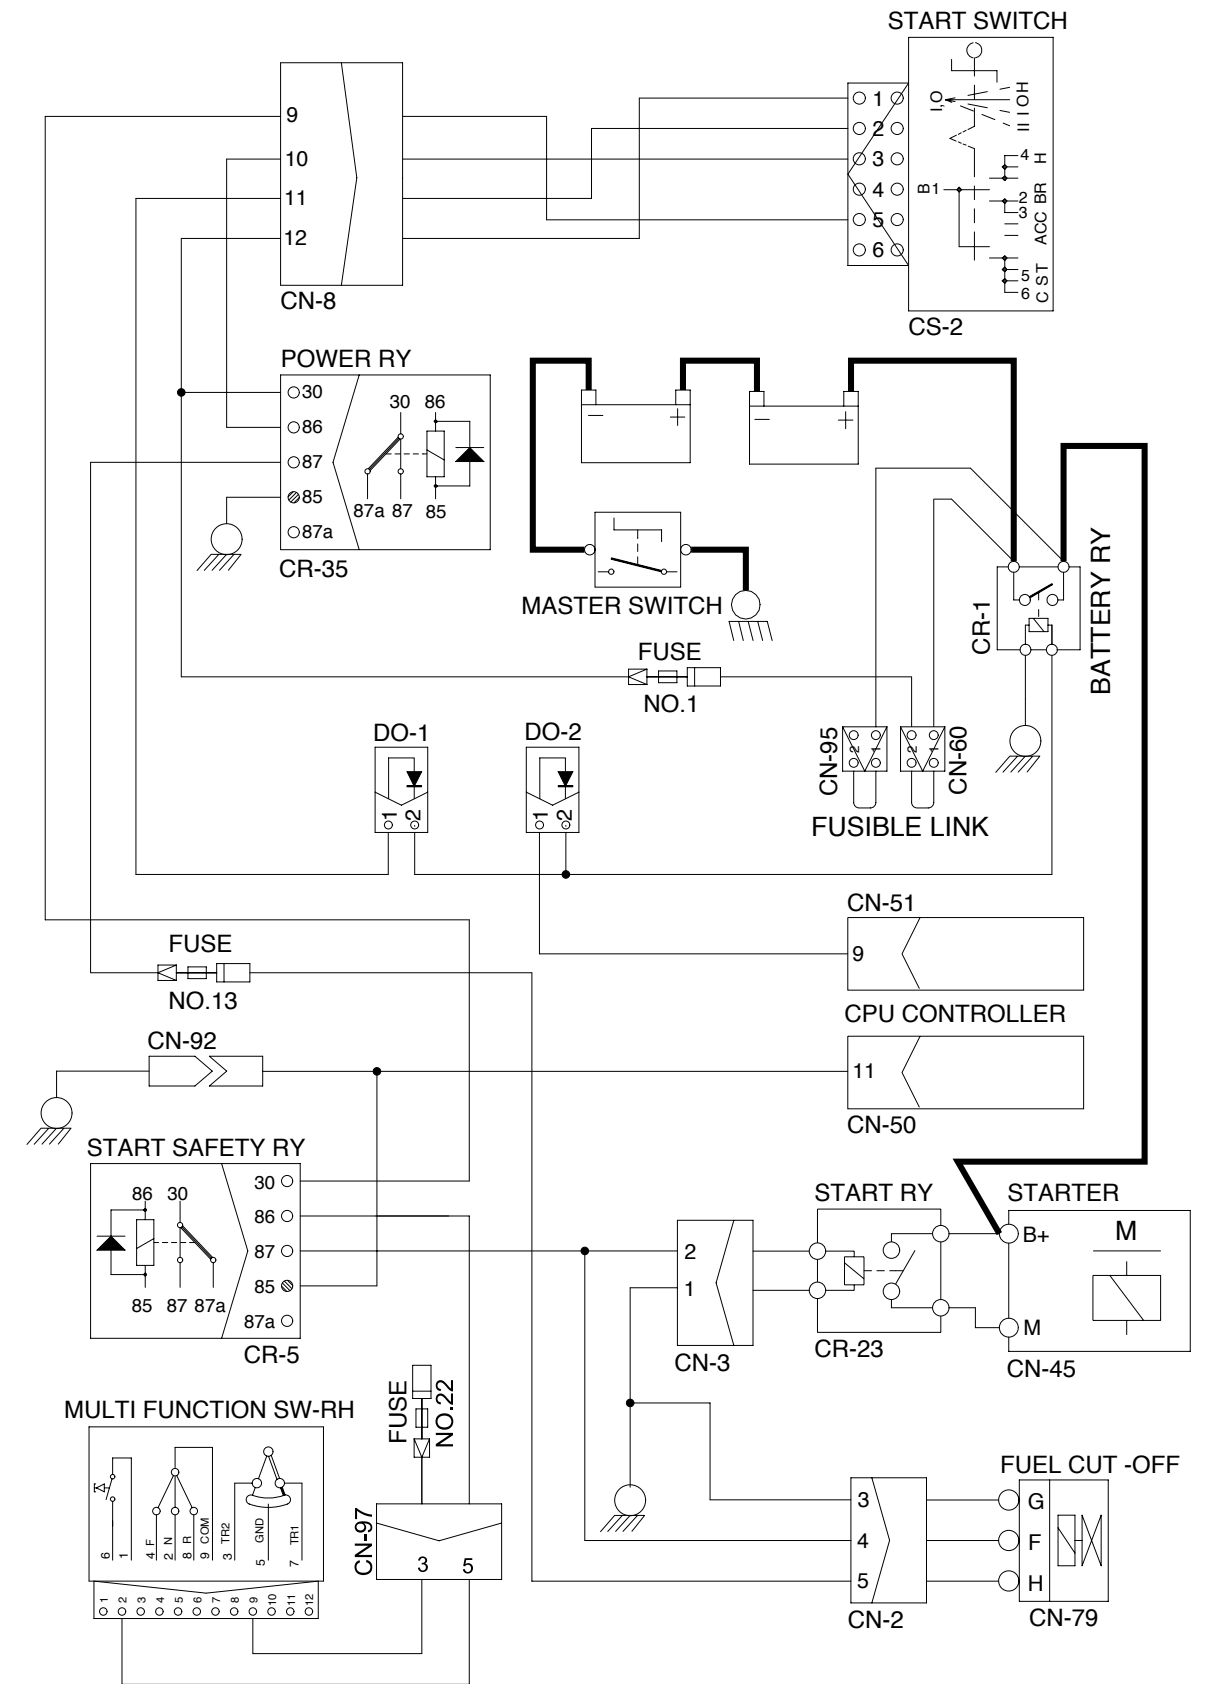 START SWITCH
I,O
H
O
I
II
4 H
B1
BR
2
3
ACC
5
ST
6
C
1
2
3
4
5
6
CS-2
9
10
11
12
CN-8
POWER RY
30
86
87
85
87a
30 86
87a 87 85
CR-35
− +
− +
MASTER SWITCH
CR-1
BATTERY RY
FUSE
NO.1
DO-1
1 2
DO-2
1 2
CN-95
2 1
2 1
CN-60
FUSIBLE LINK
CN-51
9
CPU CONTROLLER
11
CN-50
FUSE
NO.13
CN-92
START SAFETY RY
86 30
85 87 87a
30
86
87
85
87a
CR-5
START RY
STARTER
2
1
CN-3
CR-23
B+
M
M
CN-45
FUSE
NO.22
MULTI FUNCTION SW-RH
6
1
4 F
2 N
8 R
9 COM
3 TR2
5 GND
7 TR1
1 2 3 4 5 6 7 8 9 10 11 12
CN-97
3 5
FUEL CUT -OFF
3
4
5
CN-2
G
F
H
CN-79